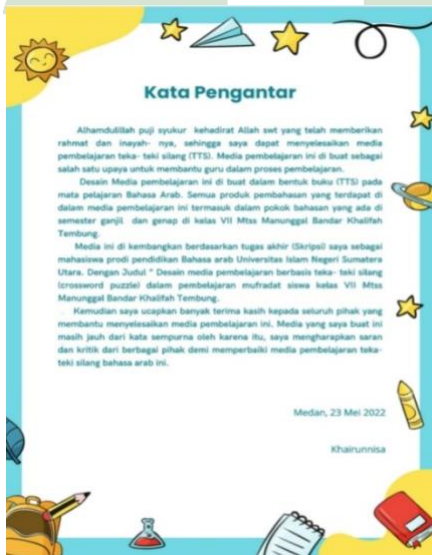 Kata Pengantar
Alhamdulillah puji syukur kehadirat Allah swt yang telah memberikan
rahmat dan inayah- nya, sehingga saya dapat menyelesaikan media
pembelajaran teka- teki silang (TTS). Media pembelajaran ini di buat sebagai
salah satu upaya untuk membantu guru dalam proses pembelajaran.
Desain Media pembelajaran ini di buat dalam bentuk buku (TTS) pada
mata pelajaran Bahasa Arab. Semua produk pembahasan yang terdapat di
dalam media pembelajaran ini termasuk dalam pokok bahasan yang ada di
semester ganjil dan genap di kelas VII Mtss Manunggal Bandar Khalifah
Tembung.
Media ini di kembangkan berdasarkan tugas akhir (Skripsi) saya sebagai
mahasiswa prodi pendidikan Bahasa arab Universitas Islam Negeri Sumatera
Utara. Dengan Judul " Desain media pembelajaran berbasis teka- teki silang
(crossword puzzle) dalam pembelajaran mufradat siswa kelas VII Mtss
Manunggal Bandar Khalifah Tembung.
Kemudian saya ucapkan banyak terima kasih kepada seluruh pihak yang
membantu menyelesaikan media pembelajaran ini. Media yang saya buat ini
masih jauh dari kata sempurna oleh karena itu, saya mengharapkan saran
dan kritik dari berbagai pihak demi memperbaiki media pembelajaran teka-
teki silang bahasa arab ini.
Medan, 23 Mei 2022
Khairunnisa